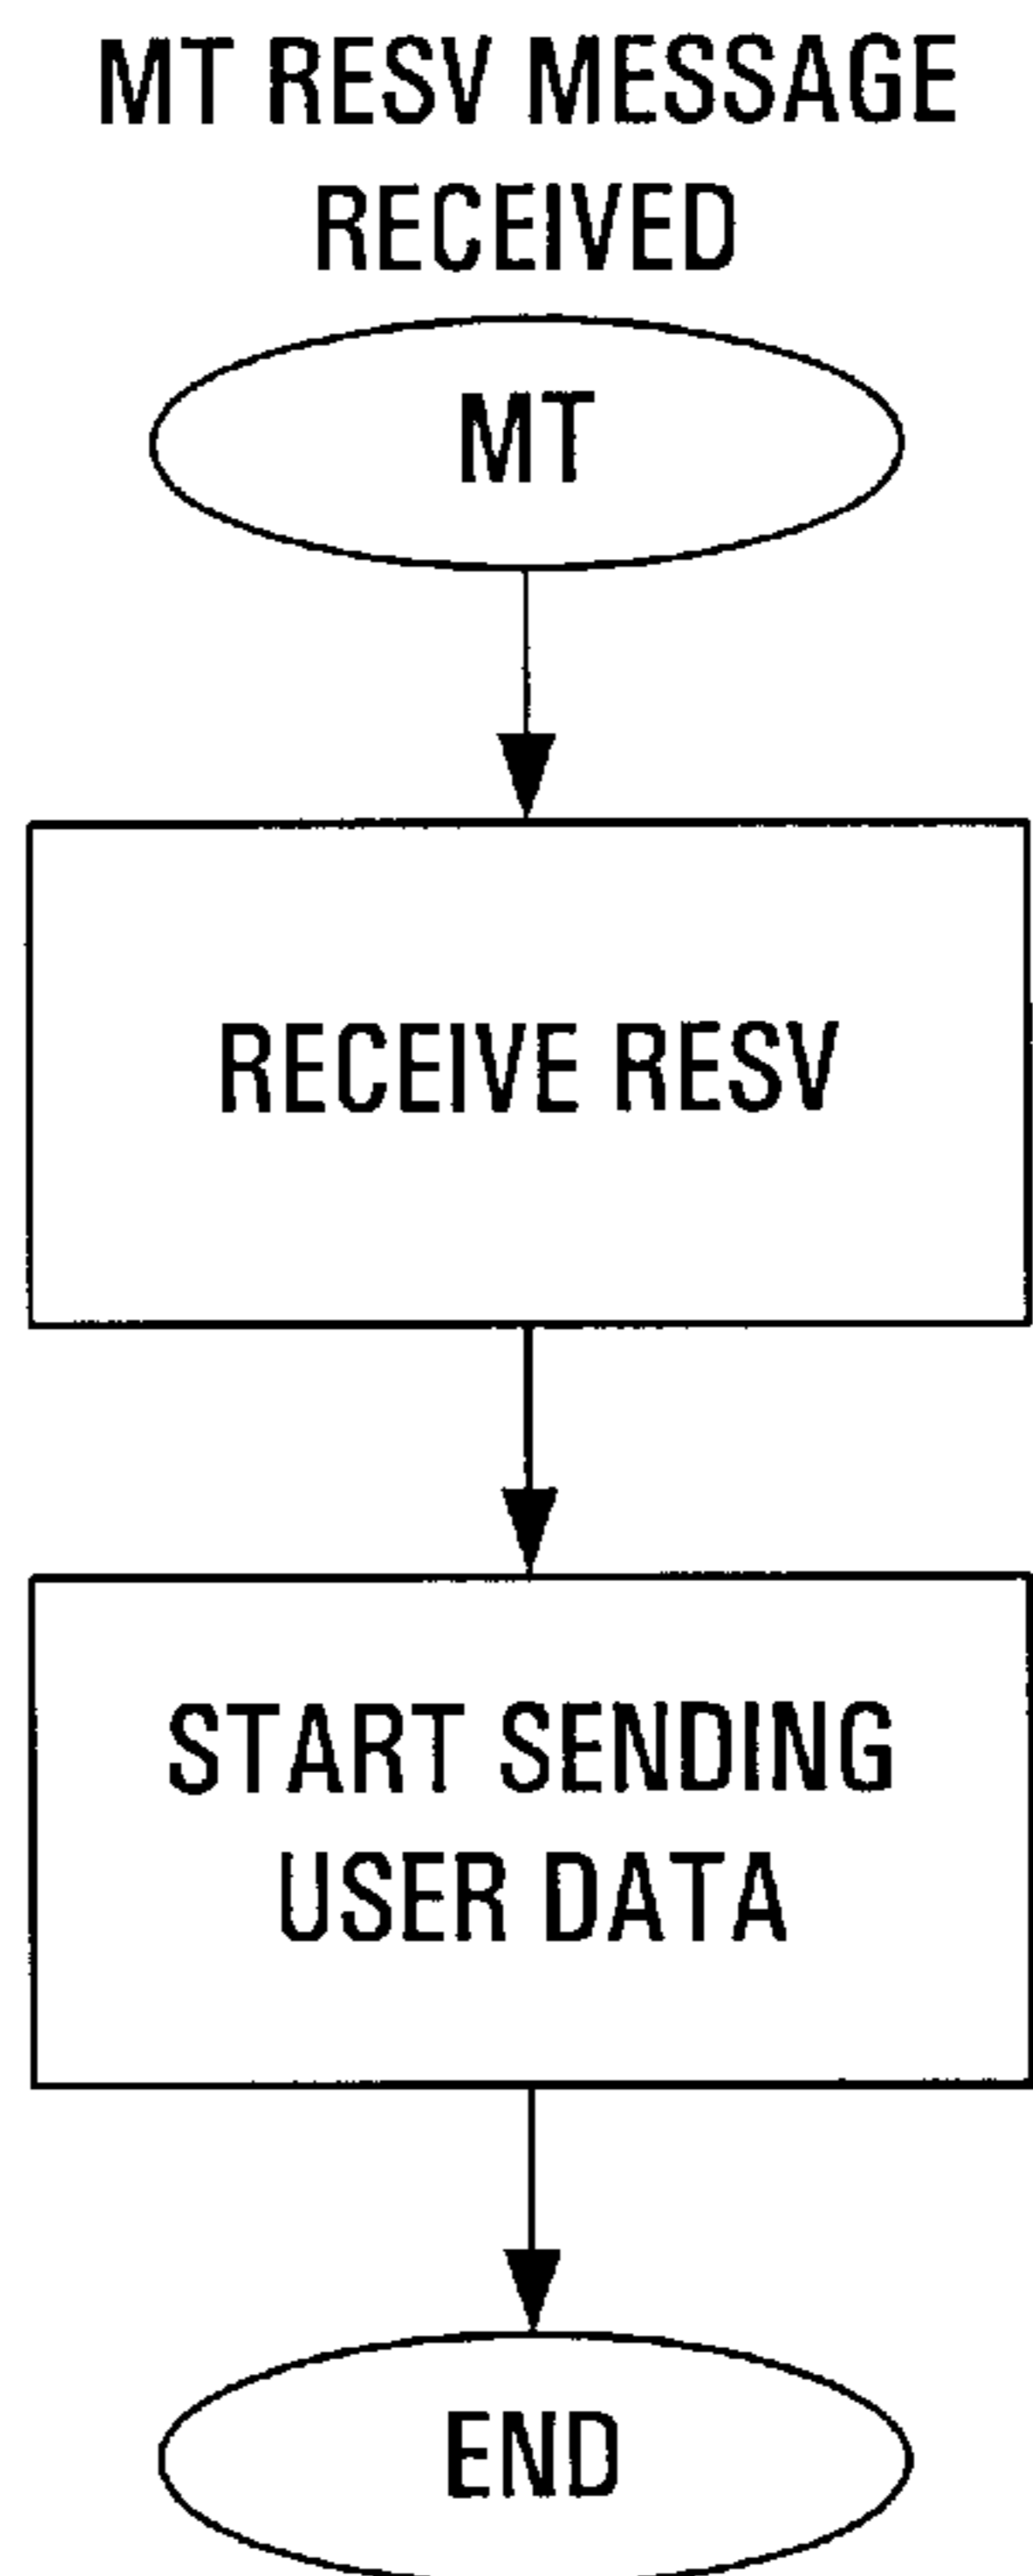 MT RESV MESSAGE
RECEIVED
MT
RECEIVE RESV
START SENDING
USER DATA
END